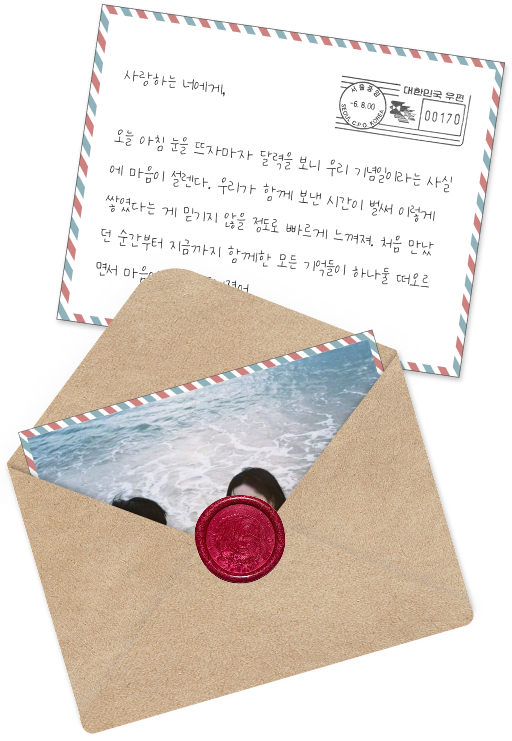 사랑하는 너에게,
대한민국 우편
서울중앙
-6. 8.00
SEOUL C.P.O. KOREA
00170
오늘 아침 눈을 뜨자마자 달력을 보니 우리 기념일이라는 사실
에 마음이 설렌다. 우리가 함께 보낸 시간이 벌써 이렇게
쌓였다는 게 믿기지 않을 정도로 빠르게 느껴져. 처음 만났
던 순간부터 지금까지 함께한 모든 기억들이 하나둘 떠오르
면서 마음